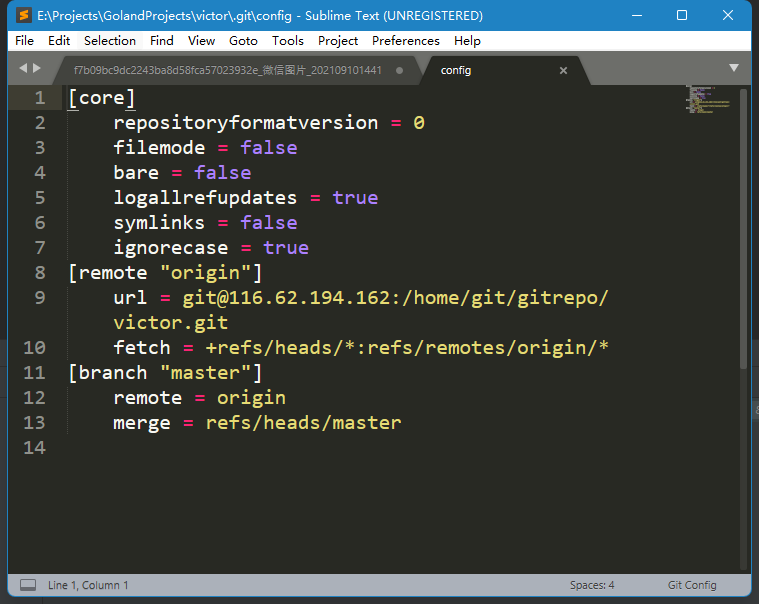 E:\Projects\GolandProjects\victor\.git\config - Sublime Text (UNREGISTERED)
File Edit Selection Find View Goto Tools Project Preferences Help
f7b09bc9dc2243ba8d58fca57023932e_微信图片_202109101441 config
1 [core]
2 repositoryformatversion = 0
3 filemode = false
4 bare = false
5 logallrefupdates = true
6 symlinks = false
7 ignorecase = true
8 [remote "origin"]
9 url = git@116.62.194.162:/home/git/gitrepo/
victor.git
10 fetch = +refs/heads/*:refs/remotes/origin/*
11 [branch "master"]
12 remote = origin
13 merge = refs/heads/master
14
Line 1, Column 1 Spaces: 4 Git Config